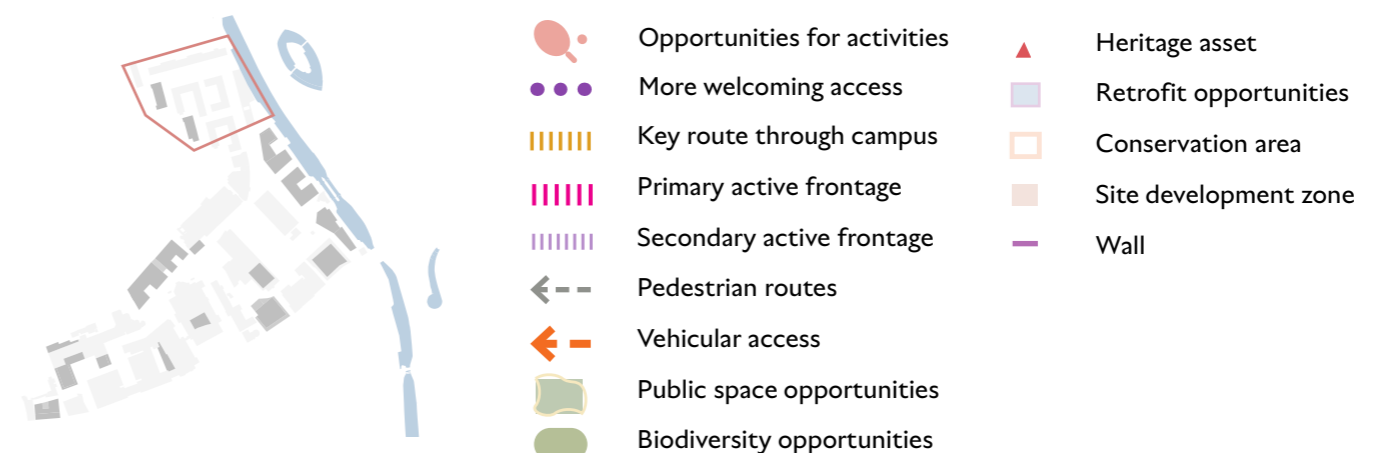 Opportunities for activities
More welcoming access
Key route through campus
Primary active frontage
Secondary active frontage
Pedestrian routes
Vehicular access
Public space opportunities
Biodiversity opportunities
Heritage asset
Retrofit opportunities
Conservation area
Site development zone
Wall